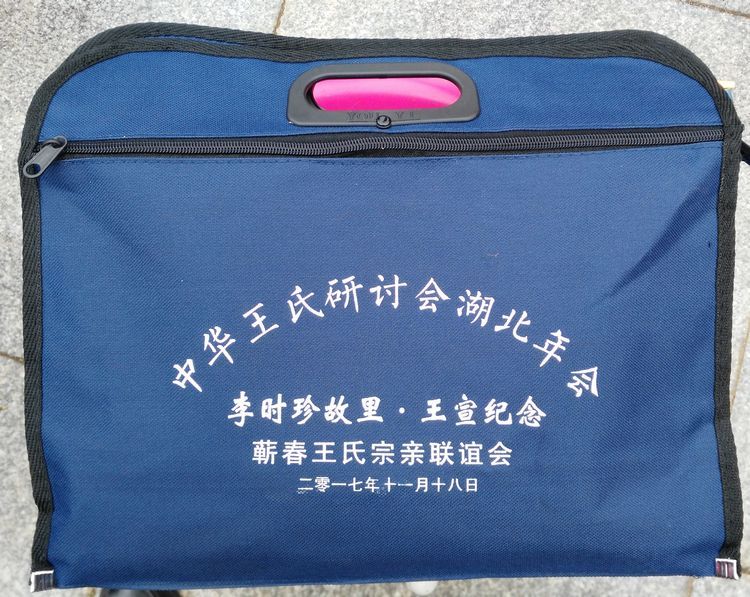 中华王氏研讨会湖北年会
李时珍故里·王宣纪念
蕲春王氏宗亲联谊会
二零一七年十一月十八日